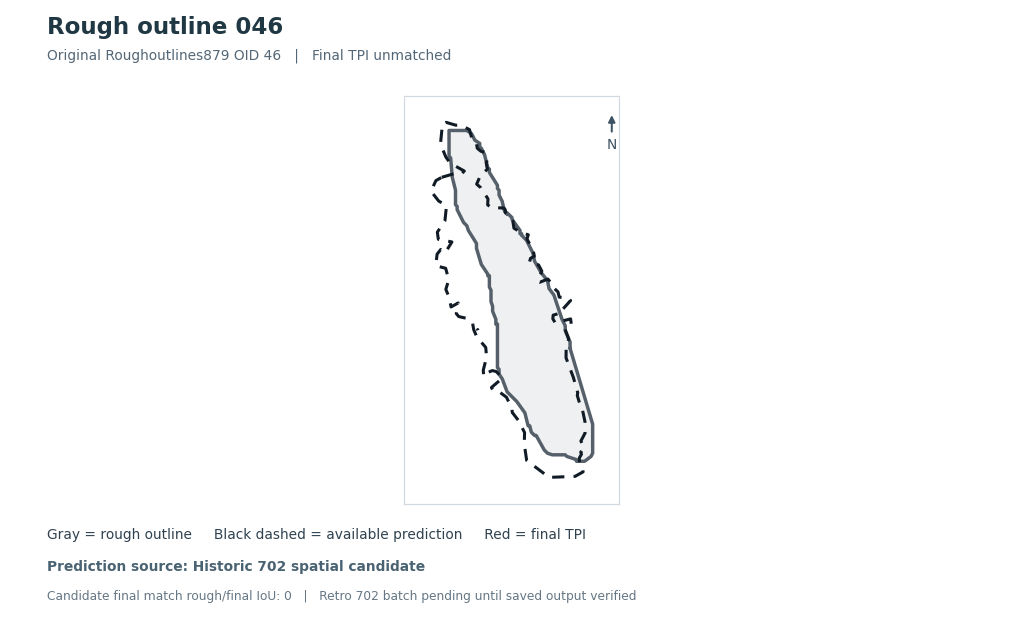 Rough outline 046
Original Roughoutlines879 OID 46   |   Final TPI unmatched
N
Gray = rough outline     Black dashed = available prediction     Red = final TPI
Prediction source: Historic 702 spatial candidate
Candidate final match rough/final IoU: 0   |   Retro 702 batch pending until saved output verified